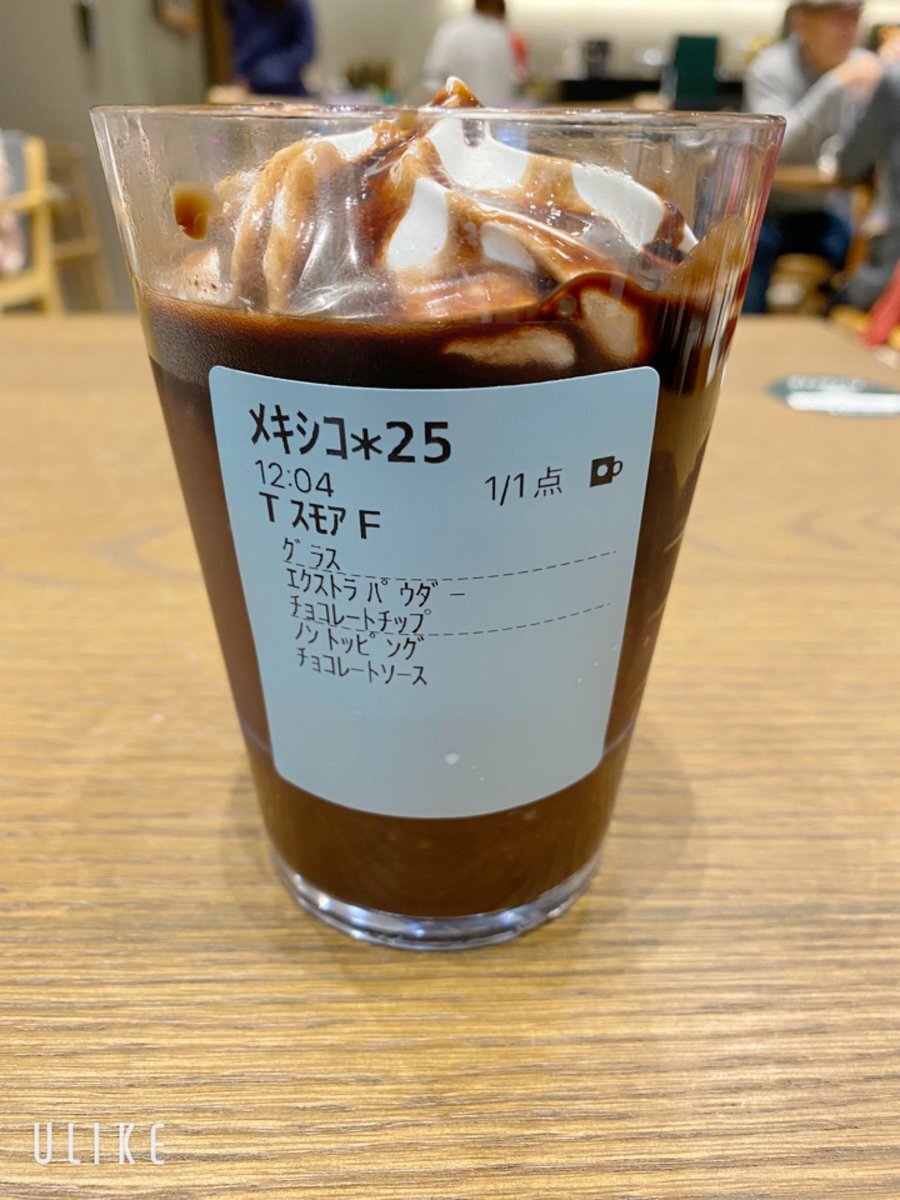 ﾒｷｼｺ*25
12:04
1/1点
T ｽﾓｱ F
ｸﾞﾗｽ
ｴｸｽﾄﾗ ﾊﾟｳﾀﾞｰ
ﾁｮｺﾚｰﾄﾁｯﾌﾟ
ﾉﾝ ﾄｯﾋﾟﾝｸﾞ
ﾁｮｺﾚｰﾄｿｰｽ
ULIKE